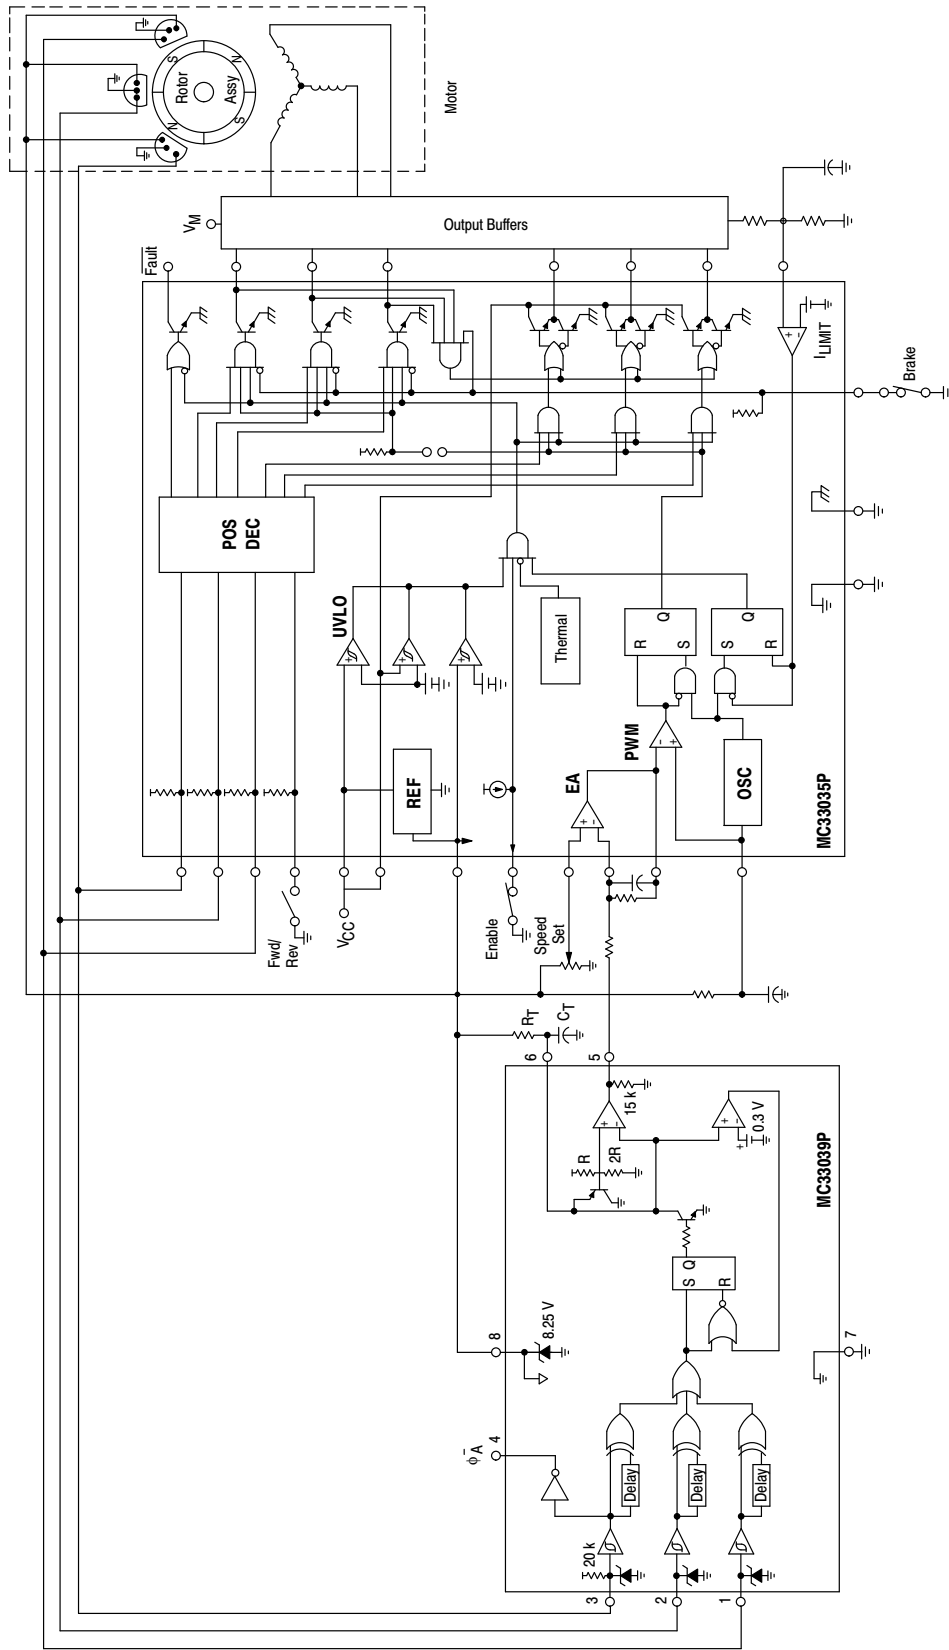 Motor
Rotor
Assy
N
S
N
S
VM
Output Buffers
Fault
POS
DEC
UVLO
Thermal
REF
EA
PWM
OSC
R
S
Q
S
R
Q
ILIMIT
Brake
MC33035P
Fwd/
Rev
VCC
Enable
Speed
Set
RT
CT
6
5
15 k
R
2R
0.3 V
MC33039P
S Q
R
8
8.25 V
7
φA
4
Delay
Delay
Delay
20 k
3
2
1